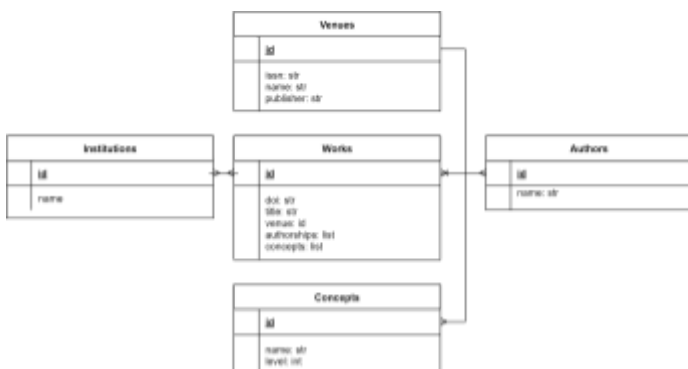 Venues
id
issn: str
name: str
publisher: str
Institutions
id
name
Works
id
doi: str
title: str
venue: id
authorships: list
concepts: list
Authors
id
name: str
Concepts
id
name: str
level: int